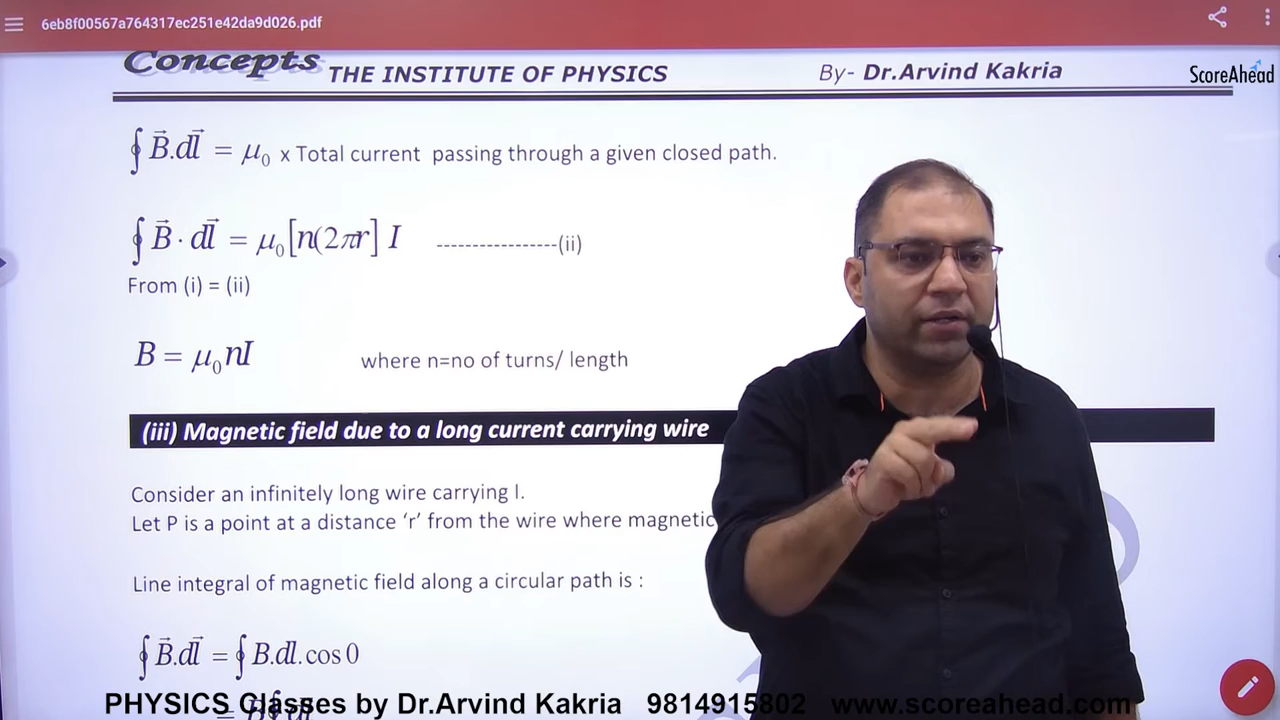 6eb8f00567a764317ec251e42da9d026.pdf
Concepts THE INSTITUTE OF PHYSICS By- Dr.Arvind Kakria
ScoreAhead
∮ B⃗.dl⃗ = μ₀ x Total current passing through a given closed path.
∮ B⃗ · dl⃗ = μ₀ [n(2πr] I -----------------(ii)
From (i) = (ii)
B = μ₀nI where n=no of turns/ length
(iii) Magnetic field due to a long current carrying wire
Consider an infinitely long wire carrying I.
Let P is a point at a distance ‘r’ from the wire where magnetic
Line integral of magnetic field along a circular path is :
∮ B⃗.dl⃗ = ∮ B.dl.cos 0
PHYSICS Classes by Dr.Arvind Kakria 9814915802 www.scoreahead.com